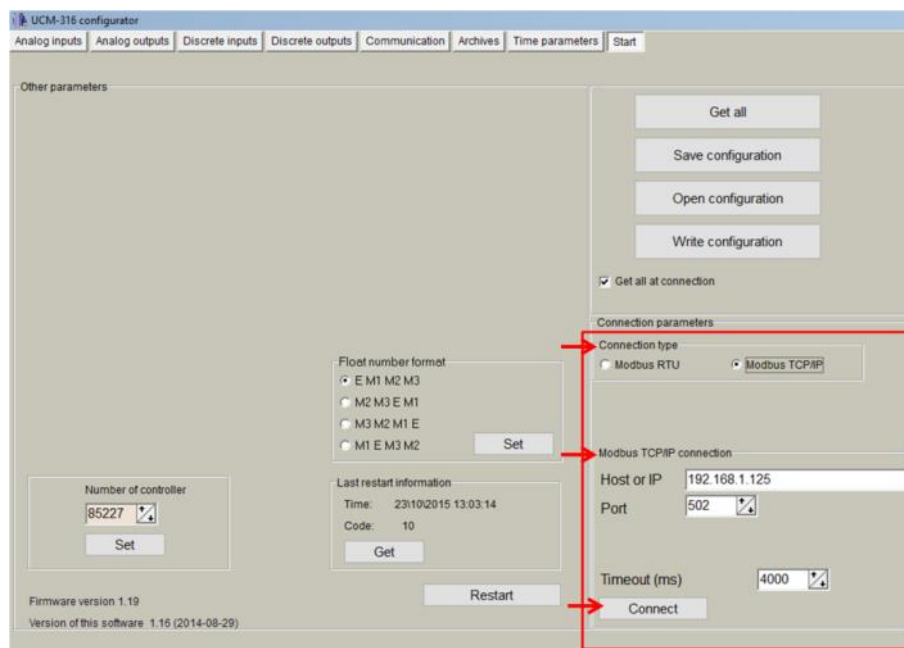 UCM-316 configurator
Analog inputs Analog outputs Discrete inputs Discrete outputs Communication Archives Time parameters Start
Other parameters
Get all
Save configuration
Open configuration
Write configuration
Get all at connection
Connection parameters
Connection type
Modbus RTU Modbus TCP/IP
Float number format
E M1 M2 M3
M2 M3 E M1
M3 M2 M1 E
M1 E M3 M2 Set
Modbus TCP/IP connection
Host or IP 192.168.1.125
Port 502
Timeout (ms) 4000
Connect
Number of controller
85227
Set
Last restart information
Time: 23\10\2015 13:03:14
Code: 10
Get
Restart
Firmware version 1.19
Version of this software 1.16 (2014-08-29)